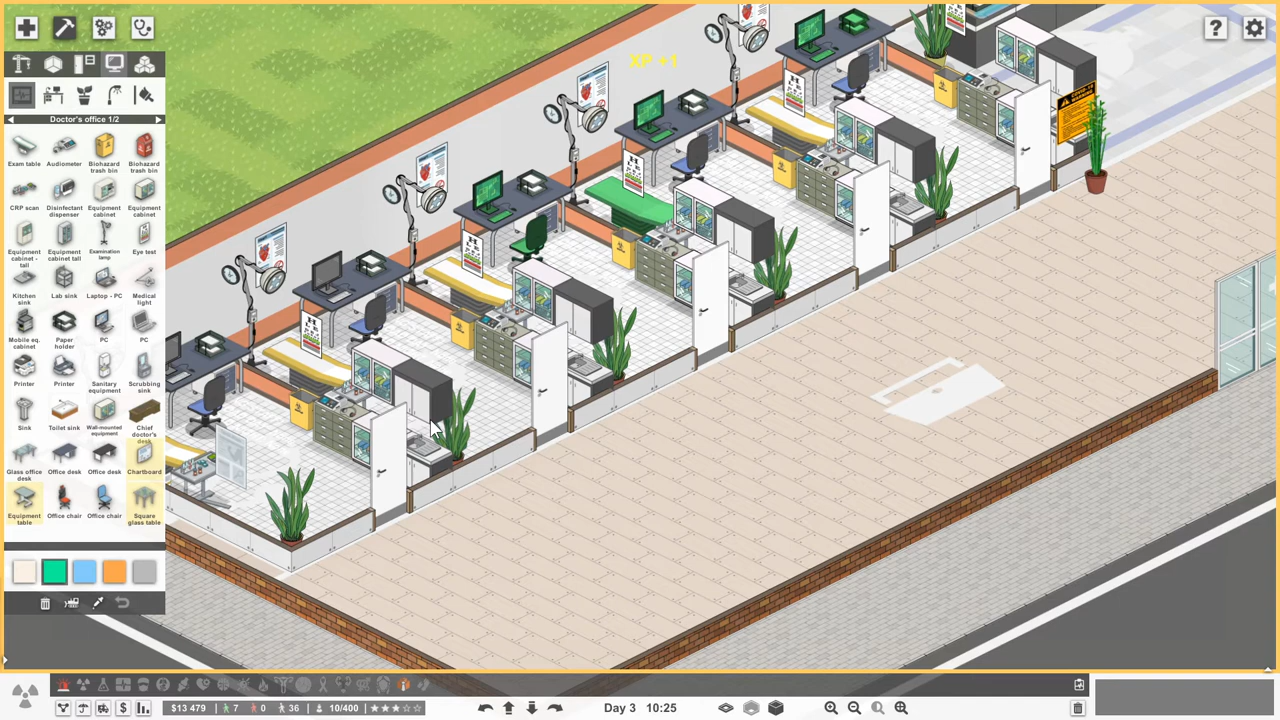 XP +1
Doctor's office 1/2
Exam table
Audiometer
Biohazard trash bin
Biohazard trash bin
CRP scan
Disinfectant dispenser
Equipment cabinet
Equipment cabinet
Equipment cabinet - tall
Equipment cabinet tall
Examination lamp
Eye test
Kitchen sink
Lab sink
Laptop - PC
Medical light
Mobile eq. cabinet
Paper holder
PC
PC
Printer
Printer
Sanitary equipment
Scrubbing sink
Sink
Toilet sink
Wall-mounted equipment
Chief doctor's desk
Glass office desk
Office desk
Office desk
Chartboard
Equipment table
Office chair
Office chair
Square glass table
COVID-19 WARNING
?
$13 479
7
0
36
10/400
Day 3 10:25